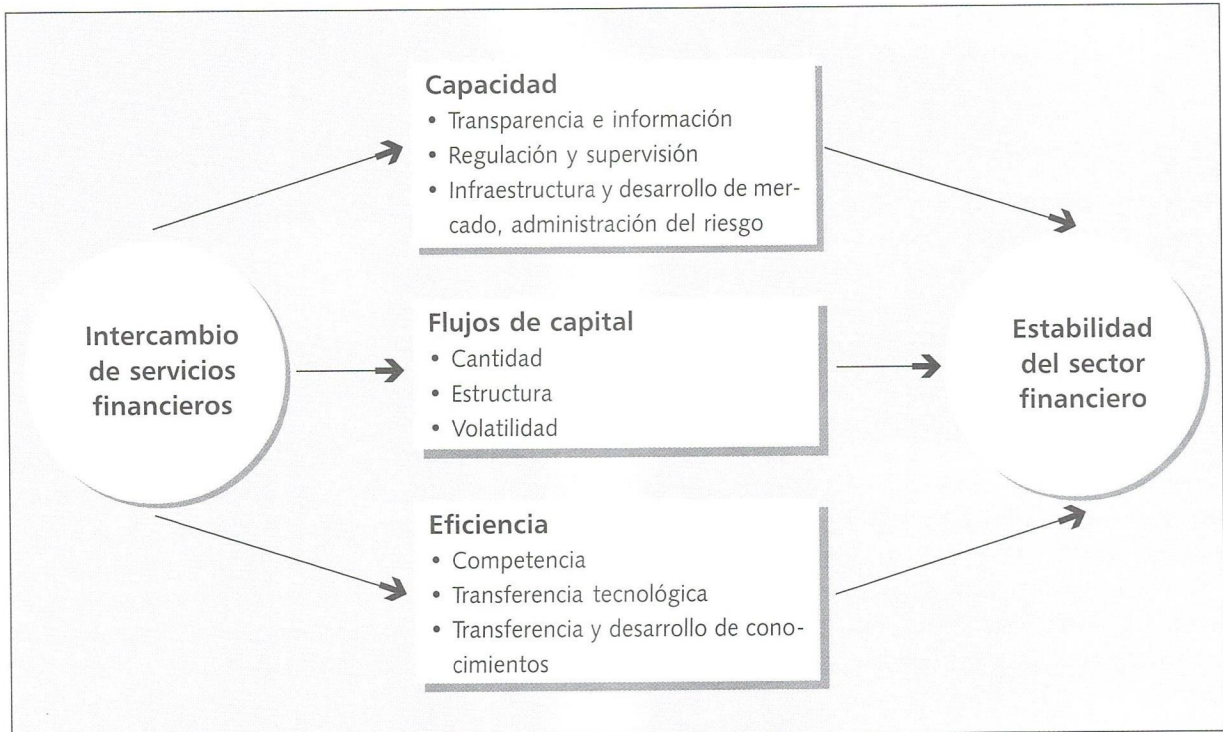 Capacidad
• Transparencia e información
• Regulación y supervisión
• Infraestructura y desarrollo de mer-
cado, administración del riesgo
Intercambio
de servicios
financieros
Flujos de capital
• Cantidad
• Estructura
• Volatilidad
Estabilidad
del sector
financiero
Eficiencia
• Competencia
• Transferencia tecnológica
• Transferencia y desarrollo de cono-
cimientos